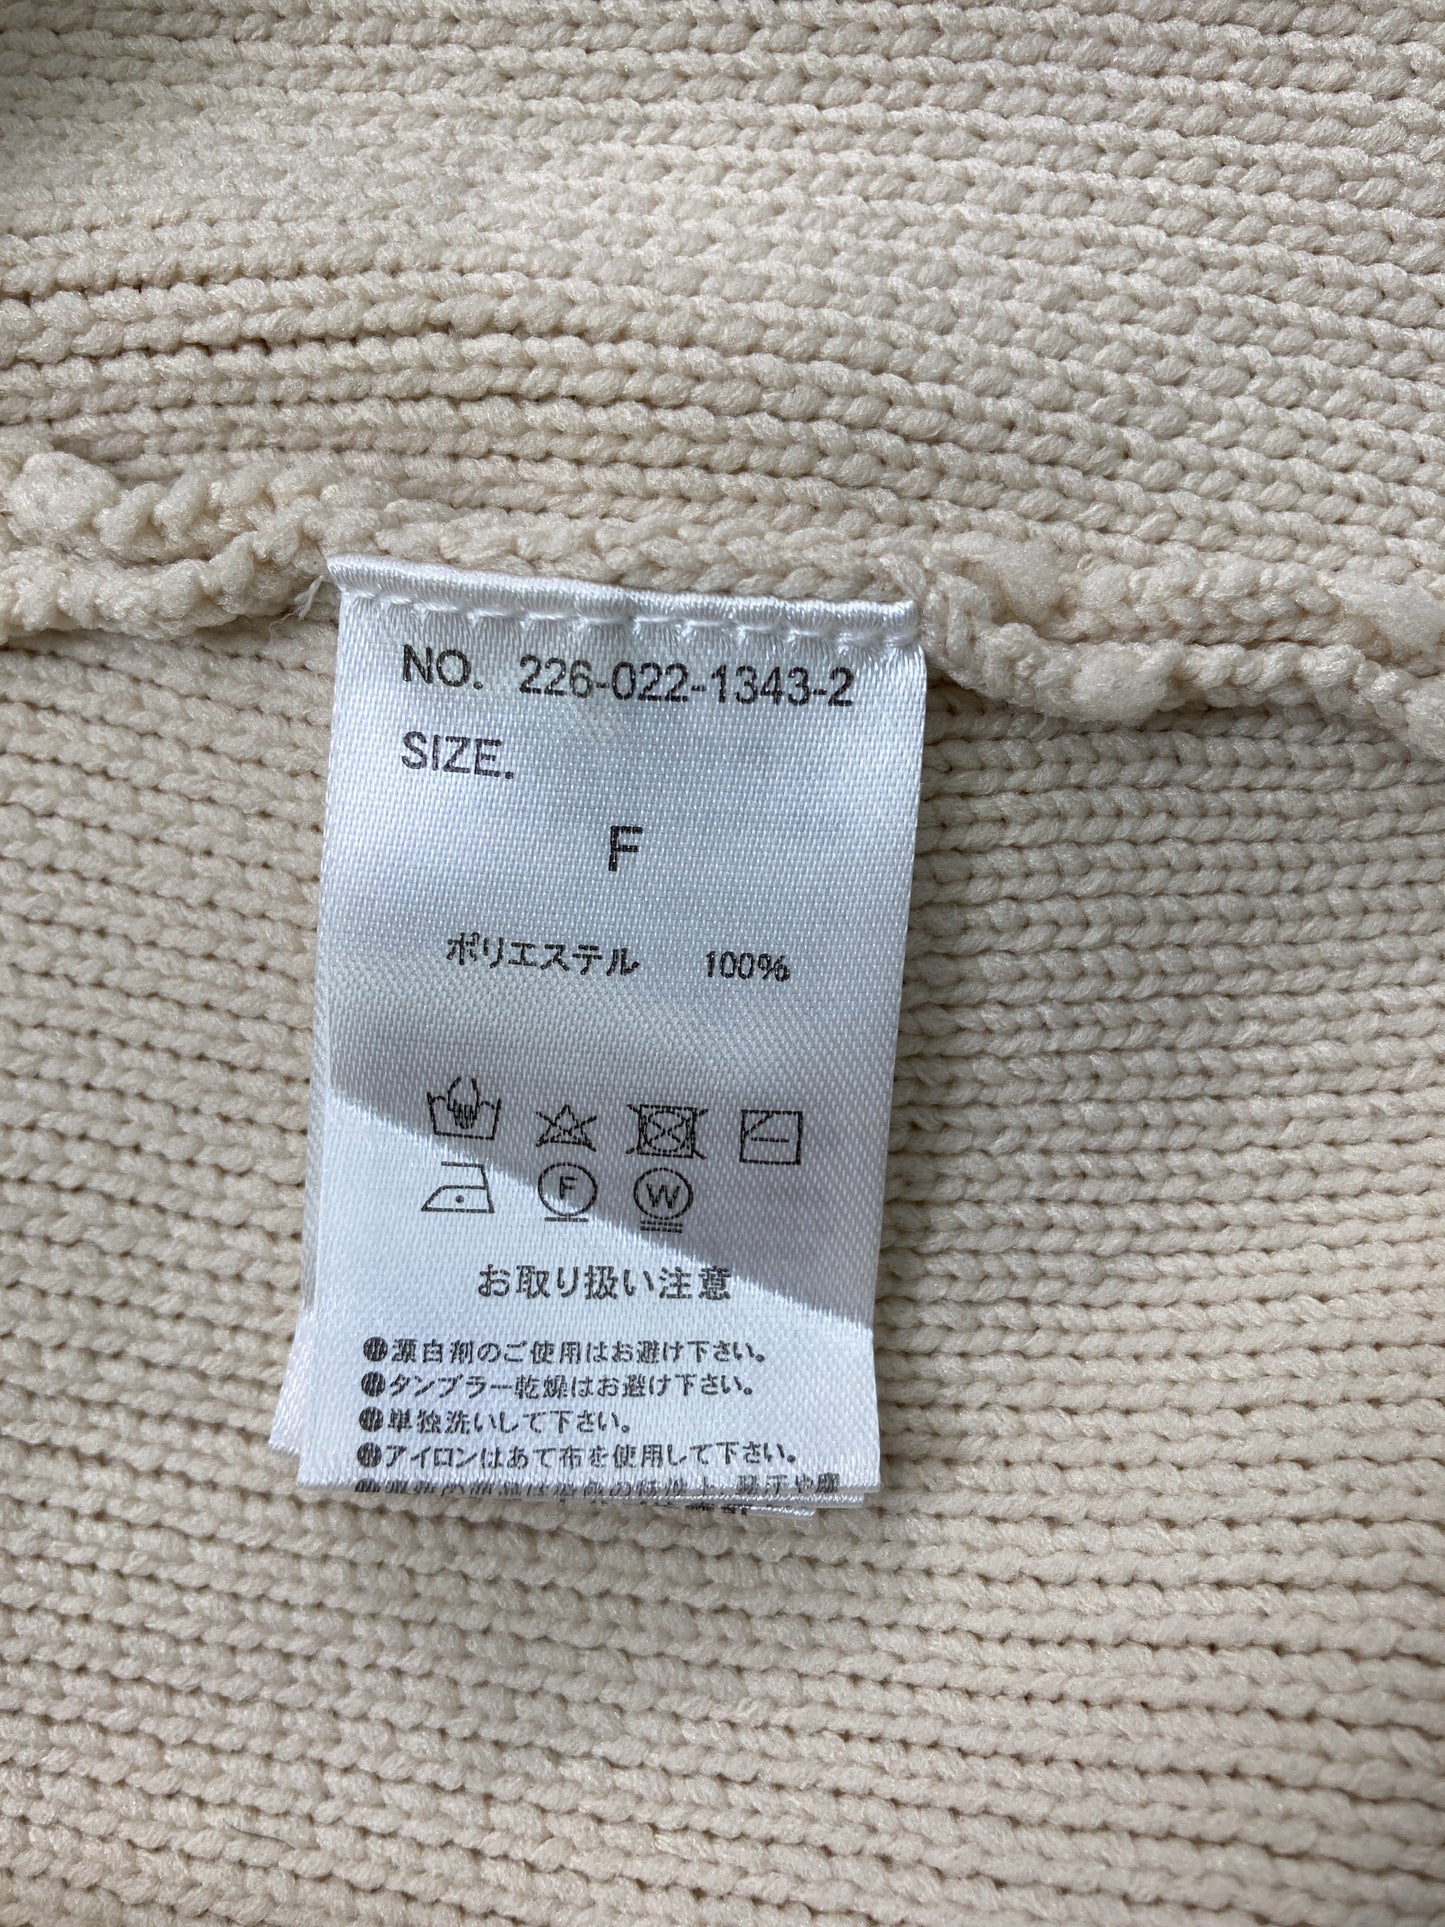 NO. 226-022-1343-2
SIZE.
F
ポリエステル 100%
F W
お取り扱い注意
●漂白剤のご使用はお避け下さい。
●タンブラー乾燥はお避け下さい。
●単独洗いして下さい。
●アイロンはあて布を使用して下さい。